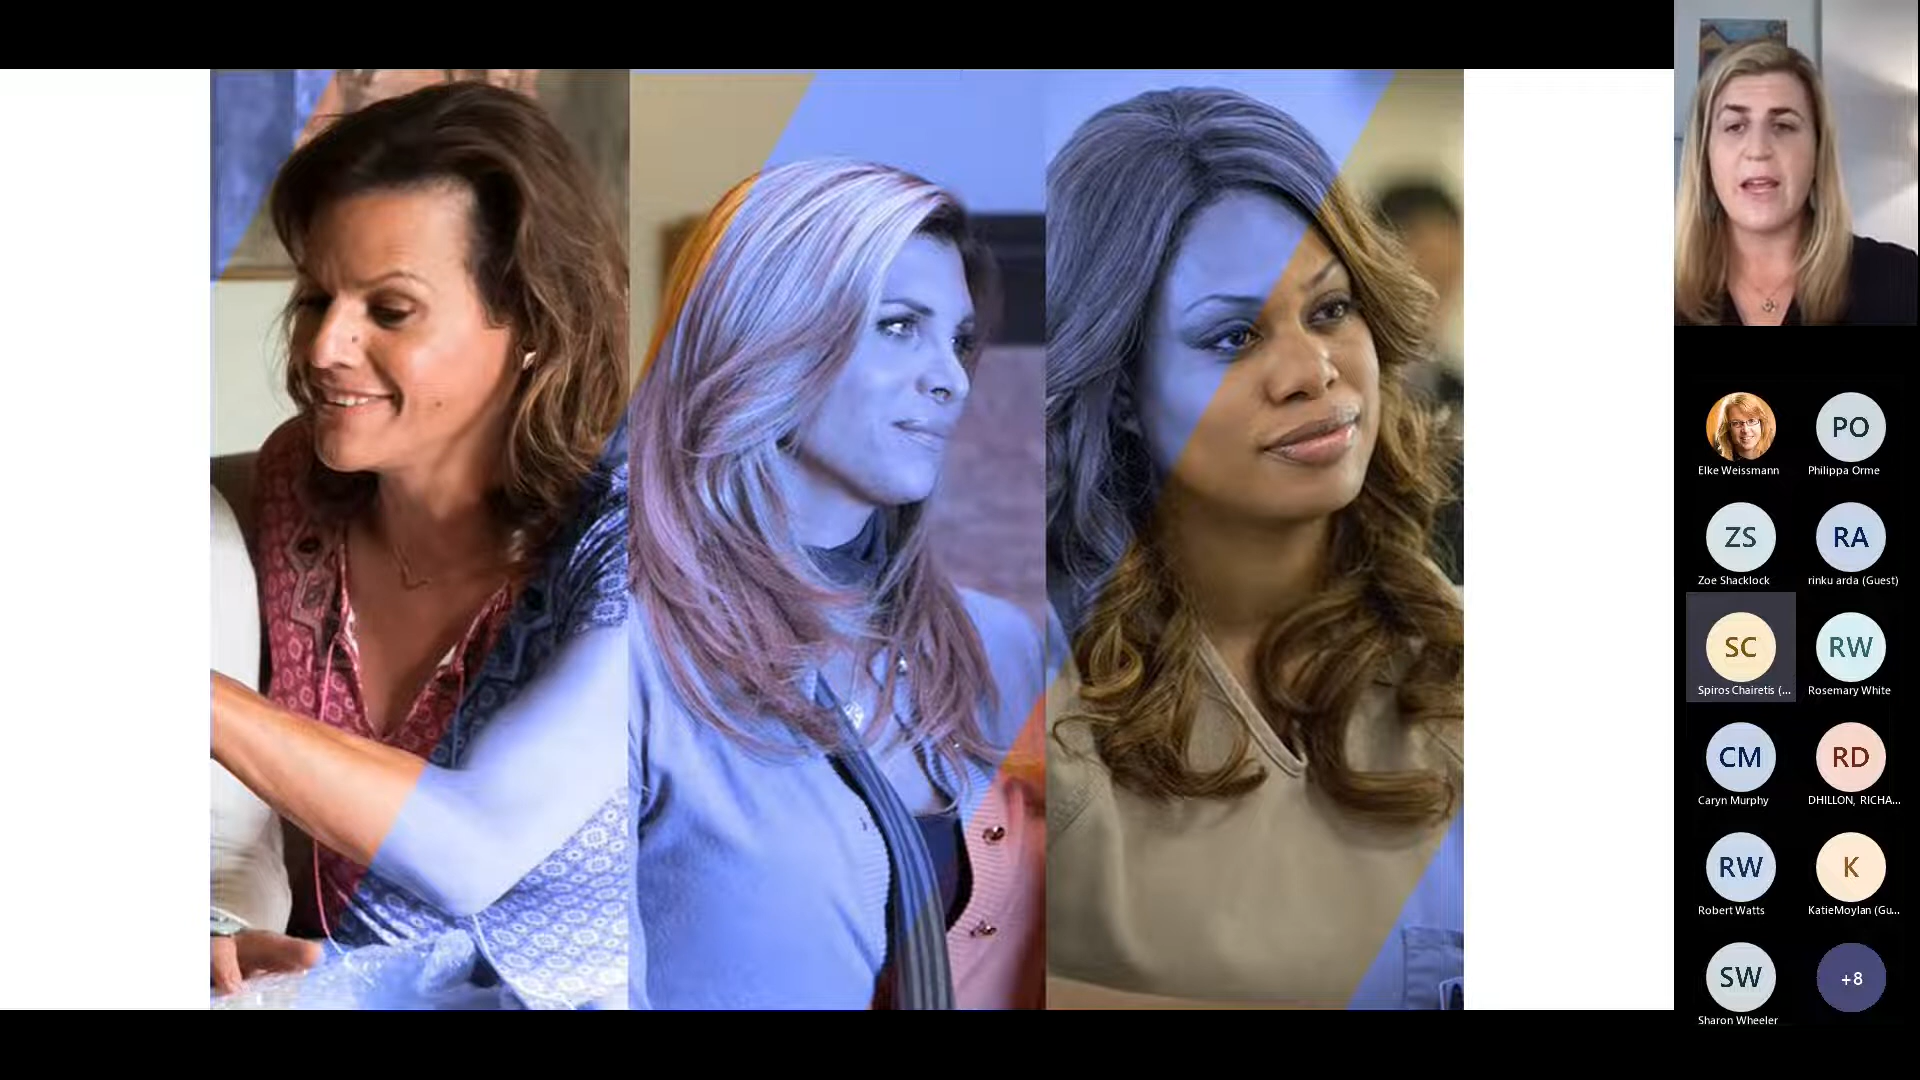 Elke Weissmann
PO
Philippa Orme
ZS
Zoe Shacklock
RA
rinku arda (Guest)
SC
Spiros Chairetis (...
RW
Rosemary White
CM
Caryn Murphy
RD
DHILLON, RICHA...
RW
Robert Watts
K
KatieMoylan (Gu...
SW
Sharon Wheeler
+8